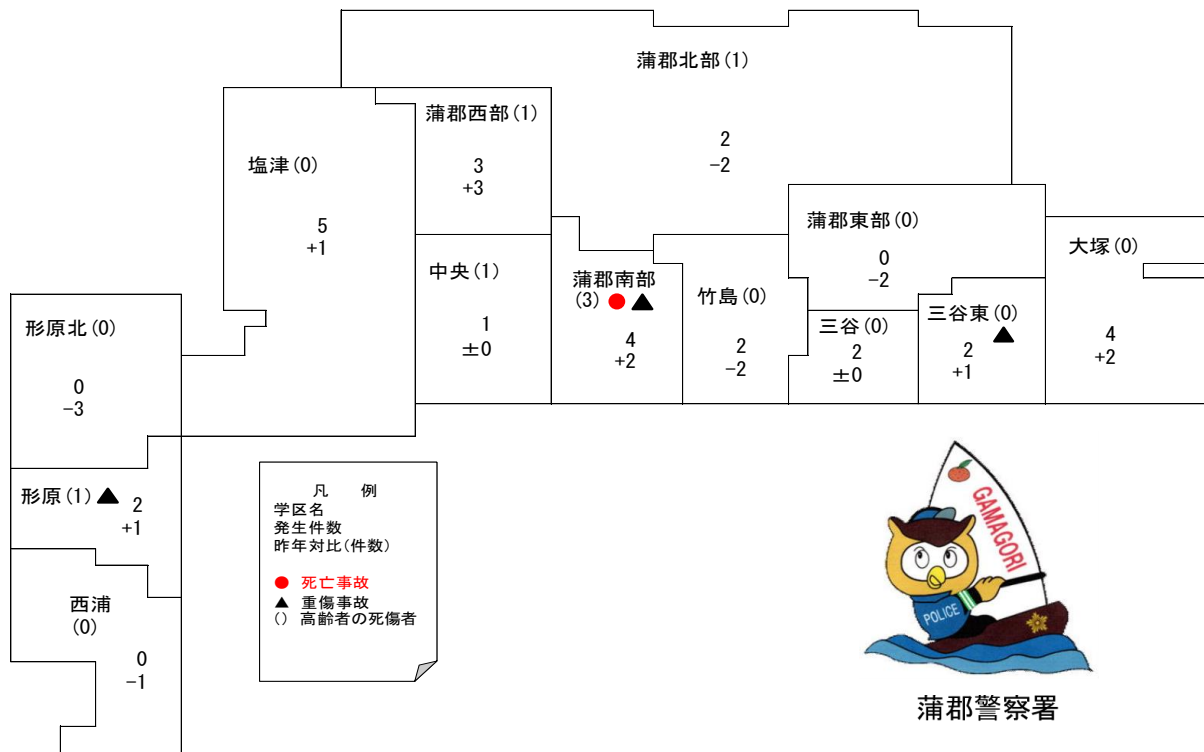 蒲郡北部(1)
2
-2
蒲郡西部(1)
3
+3
塩津(0)
5
+1
蒲郡東部(0)
0
-2
大塚(0)
4
+2
中央(1)
1
±0
蒲郡南部
(3) ● ▲
4
+2
竹島(0)
2
-2
三谷(0)
2
±0
三谷東(0)
▲
2
+1
形原北(0)
0
-3
形原(1) ▲ 2
+1
西浦
(0)
0
-1
凡 例
学区名
発生件数
昨年対比(件数)
● 死亡事故
▲ 重傷事故
() 高齢者の死傷者
GAMAGORI
POLICE
蒲郡警察署